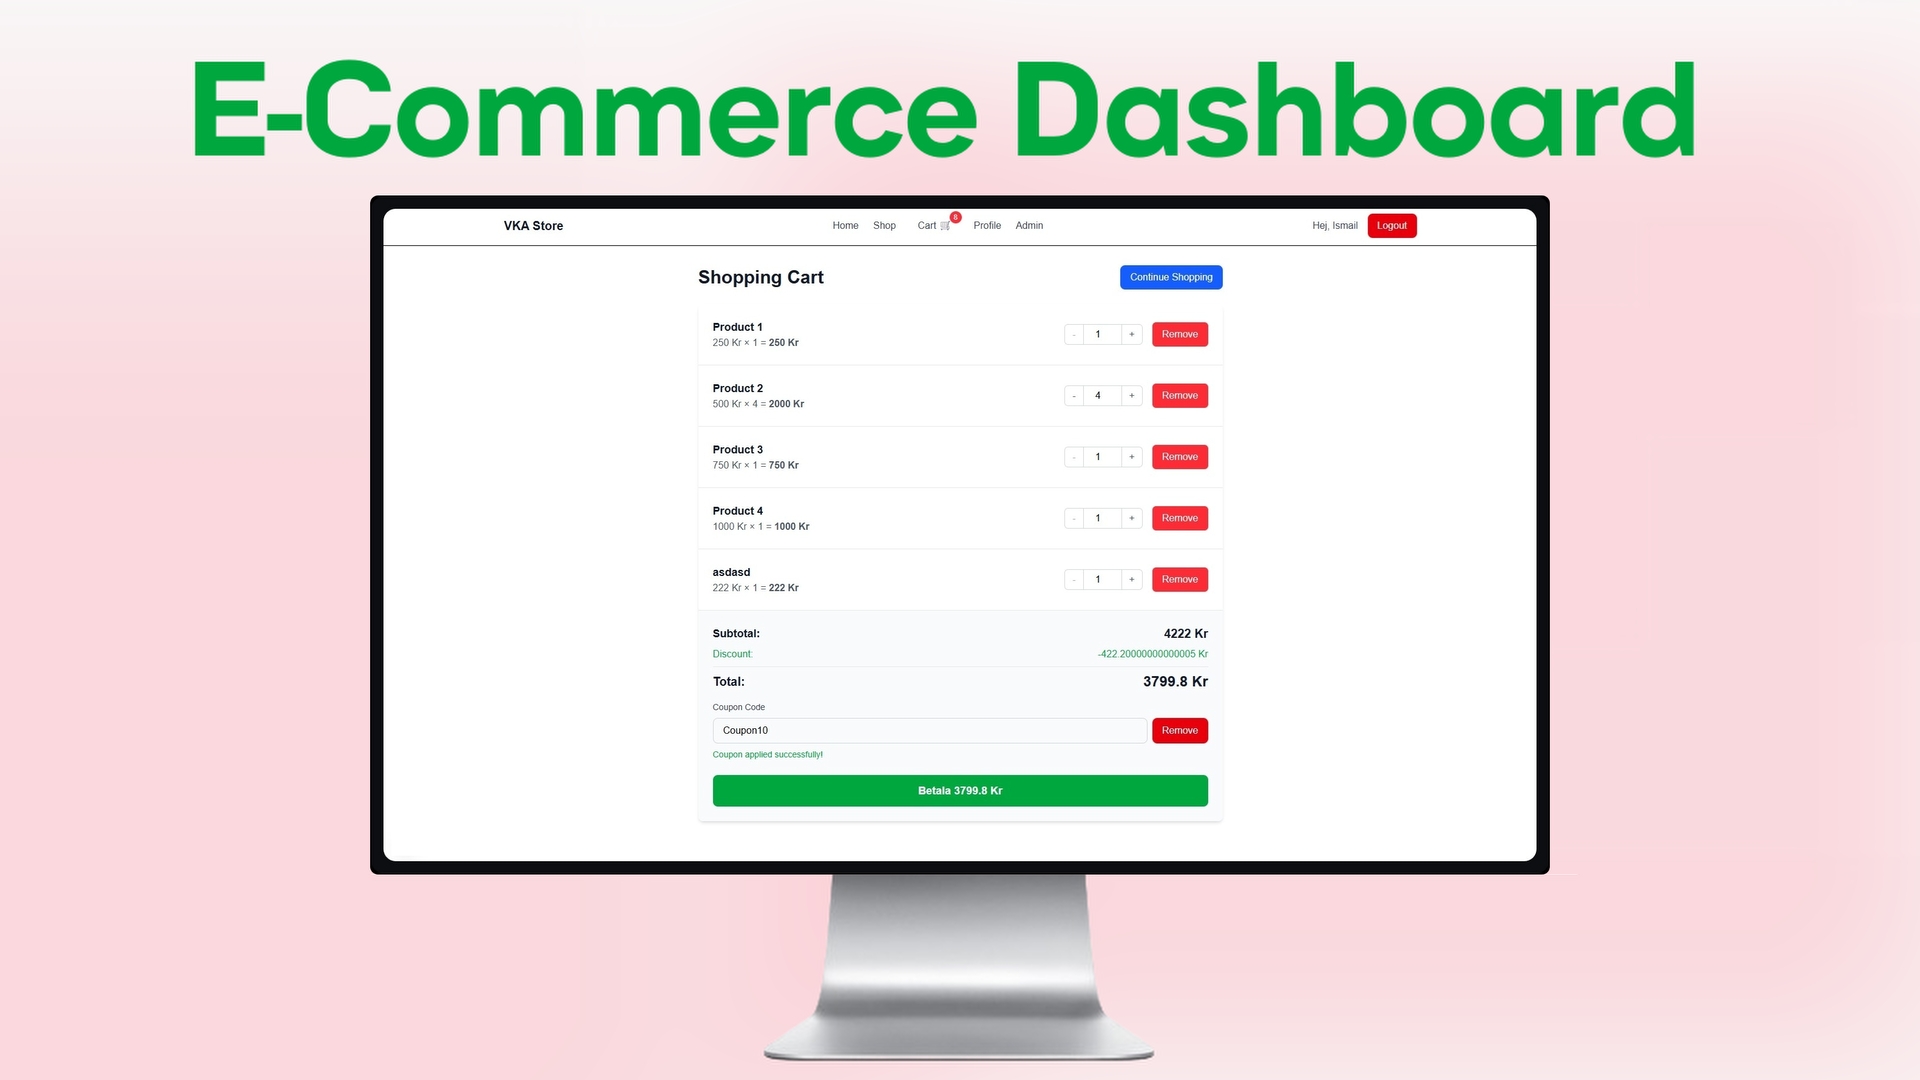 E-Commerce Dashboard
VKA Store Home Shop Cart 8 Profile Admin Hej, Ismail Logout
Shopping Cart Continue Shopping
Product 1
250 Kr × 1 = 250 Kr - 1 + Remove
Product 2
500 Kr × 4 = 2000 Kr - 4 + Remove
Product 3
750 Kr × 1 = 750 Kr - 1 + Remove
Product 4
1000 Kr × 1 = 1000 Kr - 1 + Remove
asdasd
222 Kr × 1 = 222 Kr - 1 + Remove
Subtotal: 4222 Kr
Discount: -422.20000000000005 Kr
Total: 3799.8 Kr
Coupon Code
Coupon10 Remove
Coupon applied successfully!
Betala 3799.8 Kr